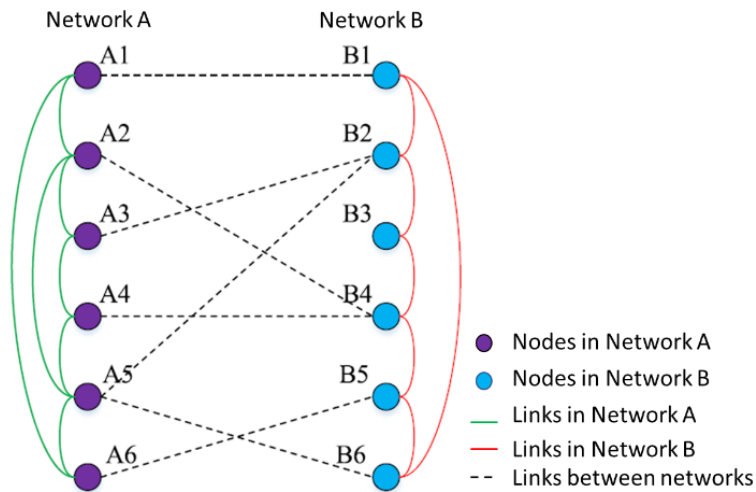 Network A
Network B
A1
B1
A2
B2
A3
B3
A4
B4
A5
B5
A6
B6
Nodes in Network A
Nodes in Network B
Links in Network A
Links in Network B
Links between networks